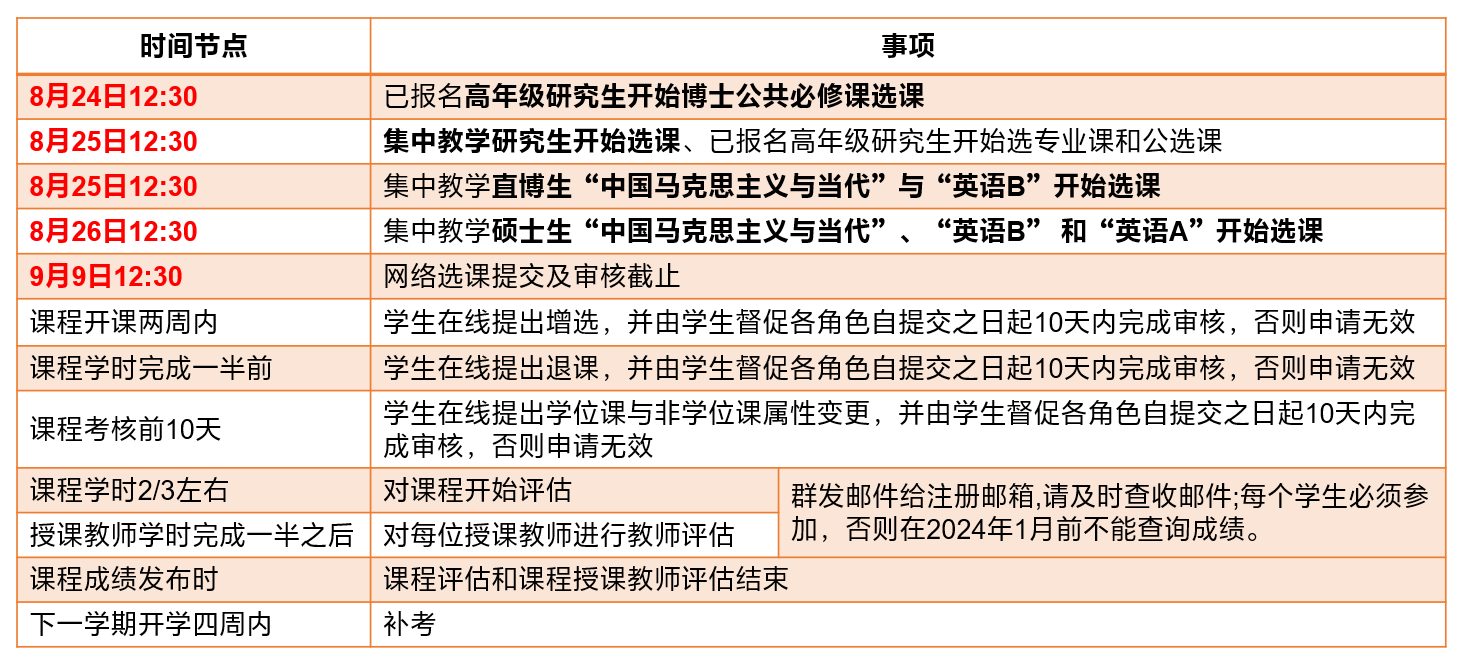 时间节点
事项
8月24日12:30
已报名高年级研究生开始博士公共必修课选课
8月25日12:30
集中教学研究生开始选课、已报名高年级研究生开始选专业课和公选课
8月25日12:30
集中教学直博生“中国马克思主义与当代”与“英语B”开始选课
8月26日12:30
集中教学硕士生“中国马克思主义与当代”、“英语B” 和“英语A”开始选课
9月9日12:30
网络选课提交及审核截止
课程开课两周内
学生在线提出增选，并由学生督促各角色自提交之日起10天内完成审核，否则申请无效
课程学时完成一半前
学生在线提出退课，并由学生督促各角色自提交之日起10天内完成审核，否则申请无效
课程考核前10天
学生在线提出学位课与非学位课属性变更，并由学生督促各角色自提交之日起10天内完
成审核，否则申请无效
课程学时2/3左右
对课程开始评估
群发邮件给注册邮箱,请及时查收邮件;每个学生必须参
加，否则在2024年1月前不能查询成绩。
授课教师学时完成一半之后
对每位授课教师进行教师评估
课程成绩发布时
课程评估和课程授课教师评估结束
下一学期开学四周内
补考